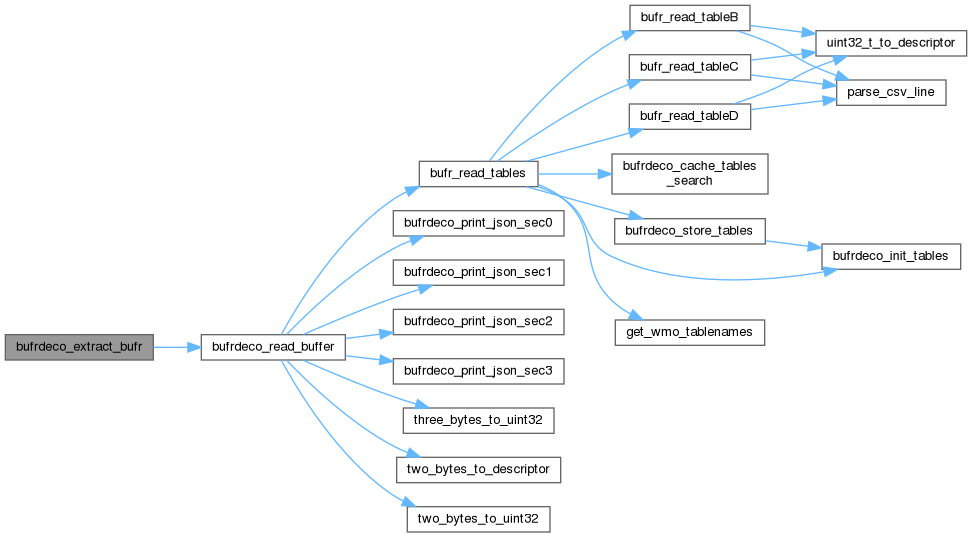 bufrdeco_extract_bufr
bufrdeco_read_buffer
bufr_read_tables
bufr_read_tableB
uint32_t_to_descriptor
parse_csv_line
bufr_read_tableC
bufr_read_tableD
bufrdeco_cache_tables
_search
bufrdeco_store_tables
bufrdeco_init_tables
get_wmo_tablenames
bufrdeco_print_json_sec0
bufrdeco_print_json_sec1
bufrdeco_print_json_sec2
bufrdeco_print_json_sec3
three_bytes_to_uint32
two_bytes_to_descriptor
two_bytes_to_uint32